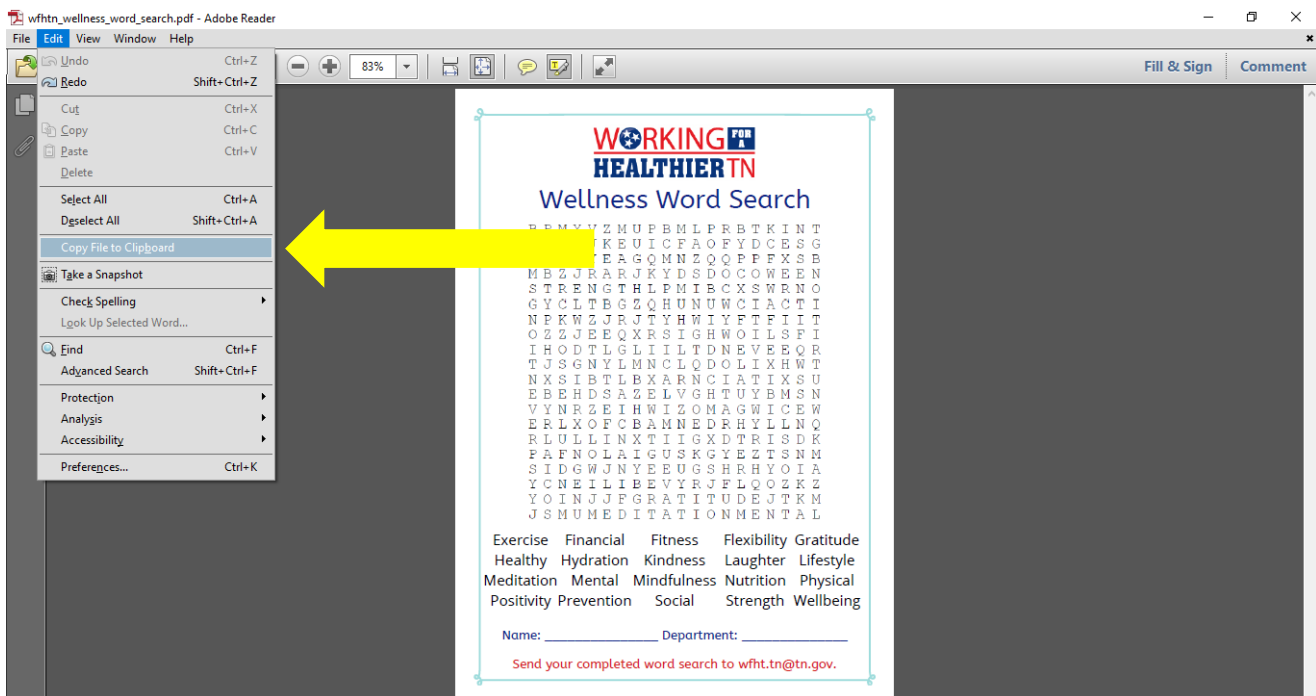 wfhtn_wellness_word_search.pdf - Adobe Reader
File Edit View Window Help
83%
Fill & Sign Comment
Undo Ctrl+Z
Redo Shift+Ctrl+Z
Cut Ctrl+X
Copy Ctrl+C
Paste Ctrl+V
Delete
Select All Ctrl+A
Deselect All Shift+Ctrl+A
Copy File to Clipboard
Take a Snapshot
Check Spelling
Look Up Selected Word...
Find Ctrl+F
Advanced Search Shift+Ctrl+F
Protection
Analysis
Accessibility
Preferences... Ctrl+K
WORKING FOR A
HEALTHIER TN
Wellness Word Search
Z M U P B M L P R B T K I N T
K E U I C F A O F Y D C E S G
E A G Q M N Z Q Q P P F X S B
M B Z J R A R J K Y D S D O C O W E E N
S T R E N G T H L P M I B C X S W R N O
G Y C L T B G Z Q H U N U W C I A C T I
N P K W Z J R J T Y H W I Y F T F I I T
O Z Z J E E Q X R S I G H W O I L S F I
I H O D T L G L I I L T D N E V E E Q R
T J S G N Y L M N C L Q D O L I X H W T
N X S I B T L B X A R N C I A T I X S U
E B E H D S A Z E L V G H T U Y B M S N
V Y N R Z E I H W I Z O M A G W I C E W
E R L X O F C B A M N E D R H Y L L N Q
R L U L L I N X T I I G X D T R I S D K
P A F N O L A I G U S K G Y E Z T S N M
S I D G W J N Y E E U G S H R H Y O I A
Y C N E I L I B E V Y R J F L Q O Z K Z
Y O I N J J F G R A T I T U D E J T K M
J S M U M E D I T A T I O N M E N T A L
Exercise Financial Fitness Flexibility Gratitude
Healthy Hydration Kindness Laughter Lifestyle
Meditation Mental Mindfulness Nutrition Physical
Positivity Prevention Social Strength Wellbeing
Name: _______________ Department: ______________
Send your completed word search to wfht.tn@tn.gov.